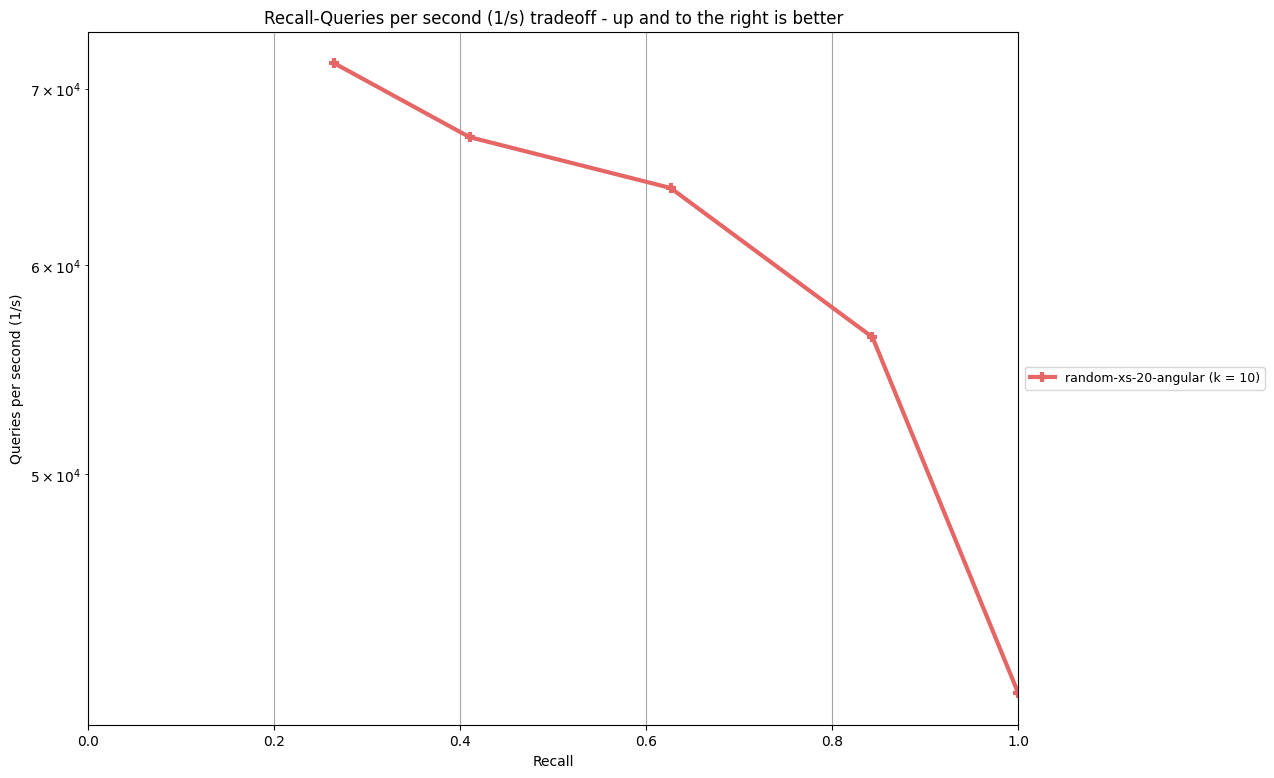 Recall-Queries per second (1/s) tradeoff - up and to the right is better
7 × 10⁴
6 × 10⁴
5 × 10⁴
Queries per second (1/s)
random-xs-20-angular (k = 10)
0.0 0.2 0.4 0.6 0.8 1.0
Recall